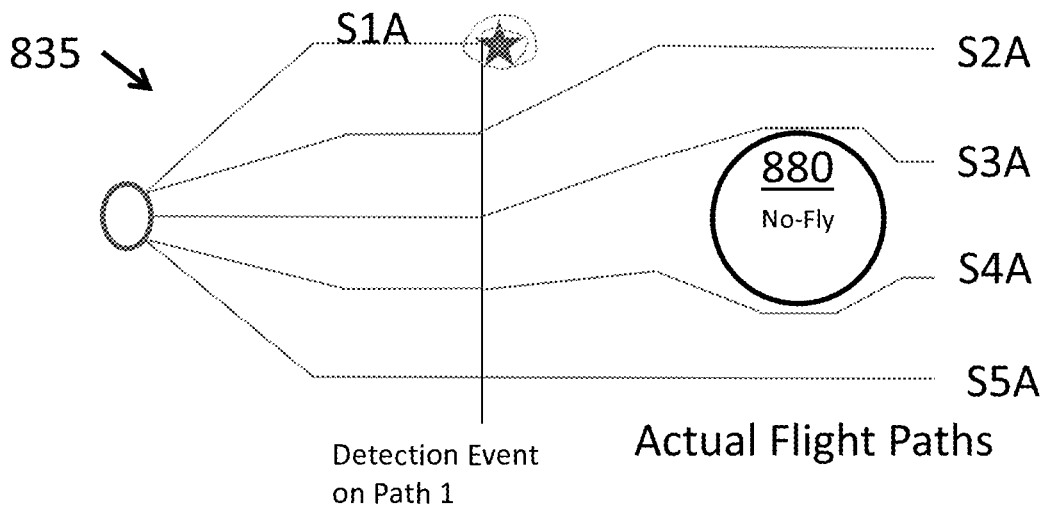 835
S1A
S2A
880
No-Fly
S3A
S4A
S5A
Detection Event
on Path 1
Actual Flight Paths